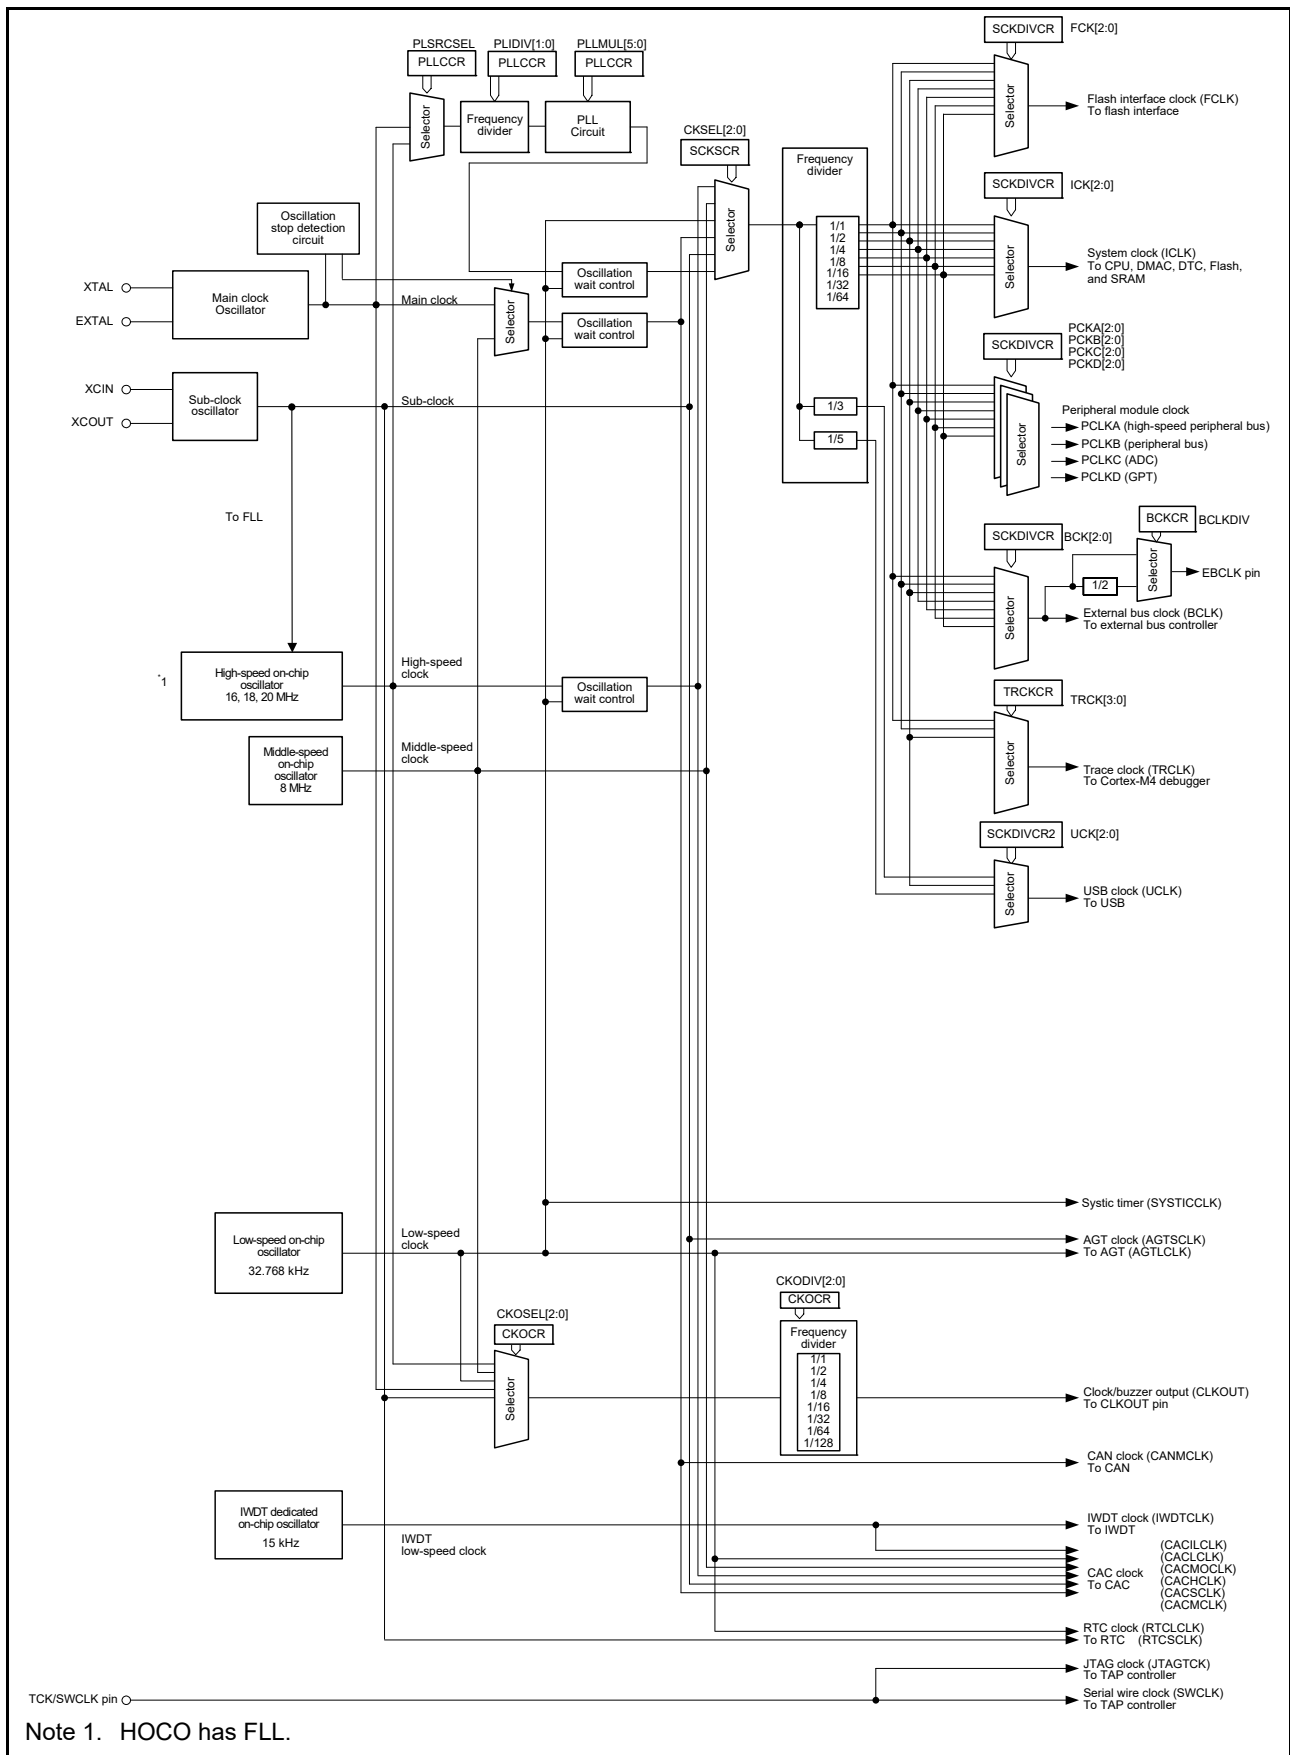 PLSRCSEL
PLLCCR
PLIDIV[1:0]
PLLCCR
PLLMUL[5:0]
PLLCCR
Selector
Frequency
divider
PLL
Circuit
CKSEL[2:0]
SCKSCR
Selector
Frequency
divider
1/1
1/2
1/4
1/8
1/16
1/32
1/64
1/3
1/5
SCKDIVCR
FCK[2:0]
Selector
Flash interface clock (FCLK)
To flash interface
SCKDIVCR
ICK[2:0]
Selector
System clock (ICLK)
To CPU, DMAC, DTC, Flash,
and SRAM
Oscillation
stop detection
circuit
XTAL
EXTAL
Main clock
Oscillator
Main clock
Selector
Oscillation
wait control
Oscillation
wait control
SCKDIVCR
PCKA[2:0]
PCKB[2:0]
PCKC[2:0]
PCKD[2:0]
Selector
Peripheral module clock
PCLKA (high-speed peripheral bus)
PCLKB (peripheral bus)
PCLKC (ADC)
PCLKD (GPT)
XCIN
XCOUT
Sub-clock
oscillator
Sub-clock
To FLL
SCKDIVCR
BCK[2:0]
Selector
BCKCR
BCLKDIV
1/2
Selector
EBCLK pin
External bus clock (BCLK)
To external bus controller
*1
High-speed on-chip
oscillator
16, 18, 20 MHz
High-speed
clock
Oscillation
wait control
TRCKCR
TRCK[3:0]
Selector
Trace clock (TRCLK)
To Cortex-M4 debugger
Middle-speed
on-chip
oscillator
8 MHz
Middle-speed
clock
SCKDIVCR2
UCK[2:0]
Selector
USB clock (UCLK)
To USB
Systic timer (SYSTICCLK)
Low-speed on-chip
oscillator
32.768 kHz
Low-speed
clock
AGT clock (AGTSCLK)
To AGT (AGTLCLK)
CKOSEL[2:0]
CKOCR
Selector
CKODIV[2:0]
CKOCR
Frequency
divider
1/1
1/2
1/4
1/8
1/16
1/32
1/64
1/128
Clock/buzzer output (CLKOUT)
To CLKOUT pin
CAN clock (CANMCLK)
To CAN
IWDT dedicated
on-chip oscillator
15 kHz
IWDT
low-speed clock
IWDT clock (IWDTCLK)
To IWDT
CAC clock
To CAC
(CACILCLK)
(CACLCLK)
(CACMOCLK)
(CACHCLK)
(CACSCLK)
(CACMCLK)
RTC clock (RTCLCLK)
To RTC (RTCSCLK)
JTAG clock (JTAGTCK)
To TAP controller
TCK/SWCLK pin
Serial wire clock (SWCLK)
To TAP controller
Note 1. HOCO has FLL.